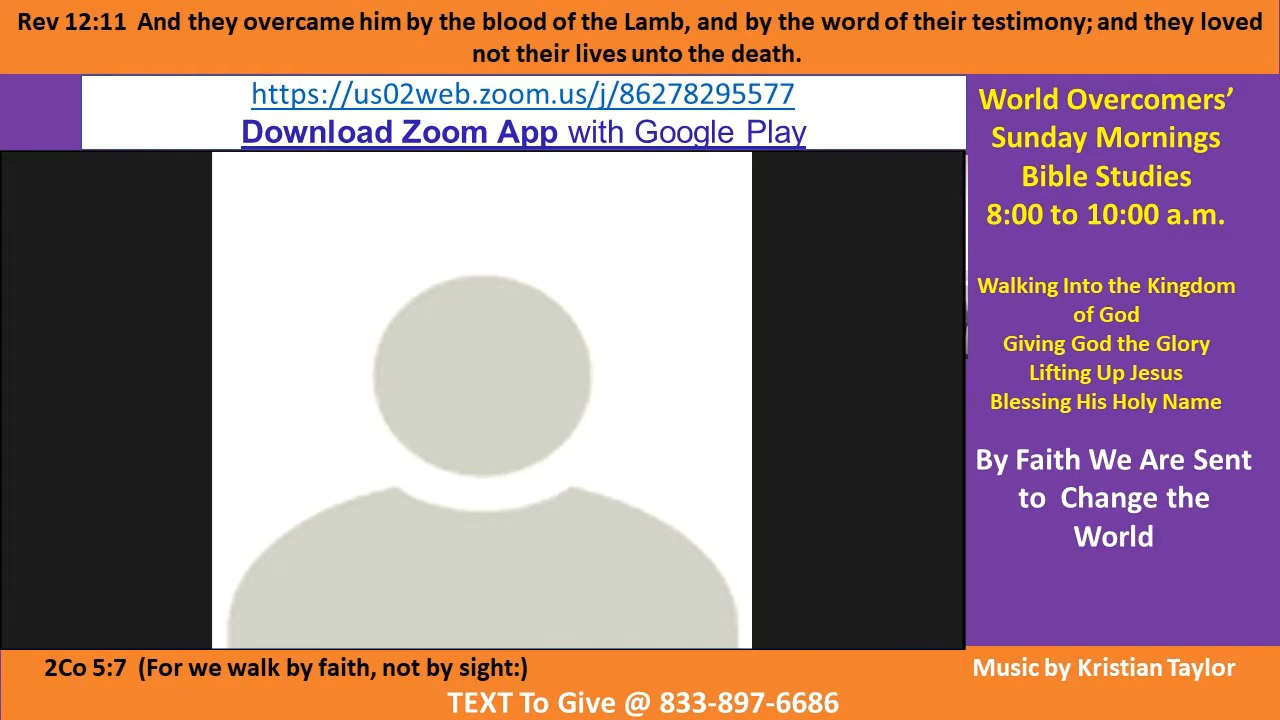 Rev 12:11  And they overcame him by the blood of the Lamb, and by the word of their testimony; and they loved
not their lives unto the death.
https://us02web.zoom.us/j/86278295577
Download Zoom App with Google Play
World Overcomers’
Sunday Mornings
Bible Studies
8:00 to 10:00 a.m.
Walking Into the Kingdom
of God
Giving God the Glory
Lifting Up Jesus
Blessing His Holy Name
By Faith We Are Sent
to  Change the
World
2Co 5:7  (For we walk by faith, not by sight:)
Music by Kristian Taylor
TEXT To Give @ 833-897-6686